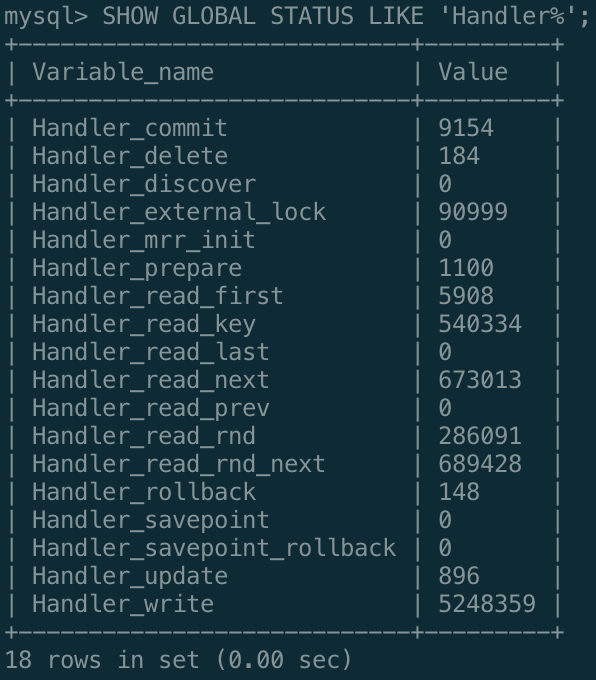 mysql> SHOW GLOBAL STATUS LIKE 'Handler%';
+----------------------------+---------+
| Variable_name              | Value   |
+----------------------------+---------+
| Handler_commit             | 9154    |
| Handler_delete             | 184     |
| Handler_discover           | 0       |
| Handler_external_lock      | 90999   |
| Handler_mrr_init           | 0       |
| Handler_prepare            | 1100    |
| Handler_read_first         | 5908    |
| Handler_read_key           | 540334  |
| Handler_read_last          | 0       |
| Handler_read_next          | 673013  |
| Handler_read_prev          | 0       |
| Handler_read_rnd           | 286091  |
| Handler_read_rnd_next      | 689428  |
| Handler_rollback           | 148     |
| Handler_savepoint          | 0       |
| Handler_savepoint_rollback | 0       |
| Handler_update             | 896     |
| Handler_write              | 5248359 |
+----------------------------+---------+
18 rows in set (0.00 sec)